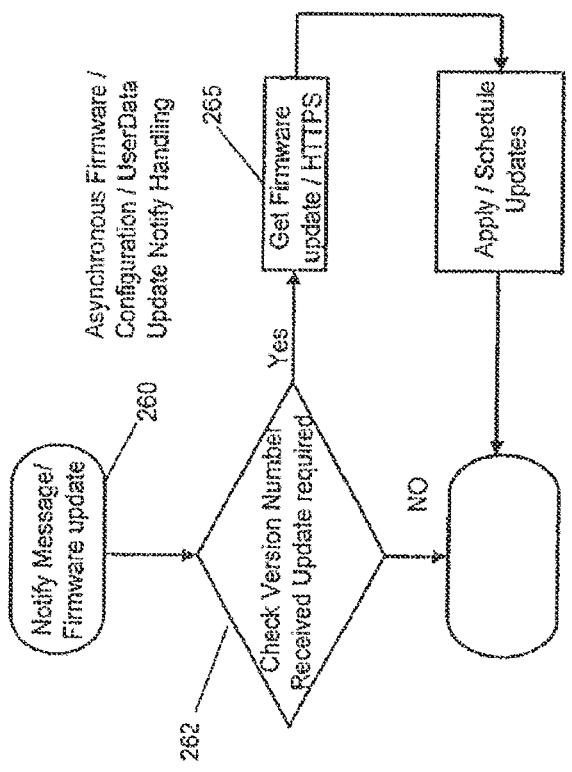 Notify Message/
Firmware update
260
Asynchronous Firmware /
Configuration / UserData
Update Notify Handling
262
Check Version Number
Received Update required
Yes
265
Get Firmware
update / HTTPS
NO
Apply / Schedule
Updates